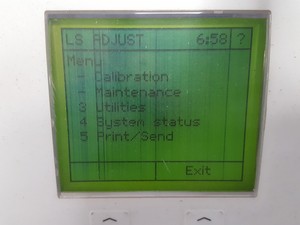 LS ADJUST 6:58 ?
Menu
- Calibration
- Maintenance
3 Utilities
4 System status
5 Print/Send
Exit